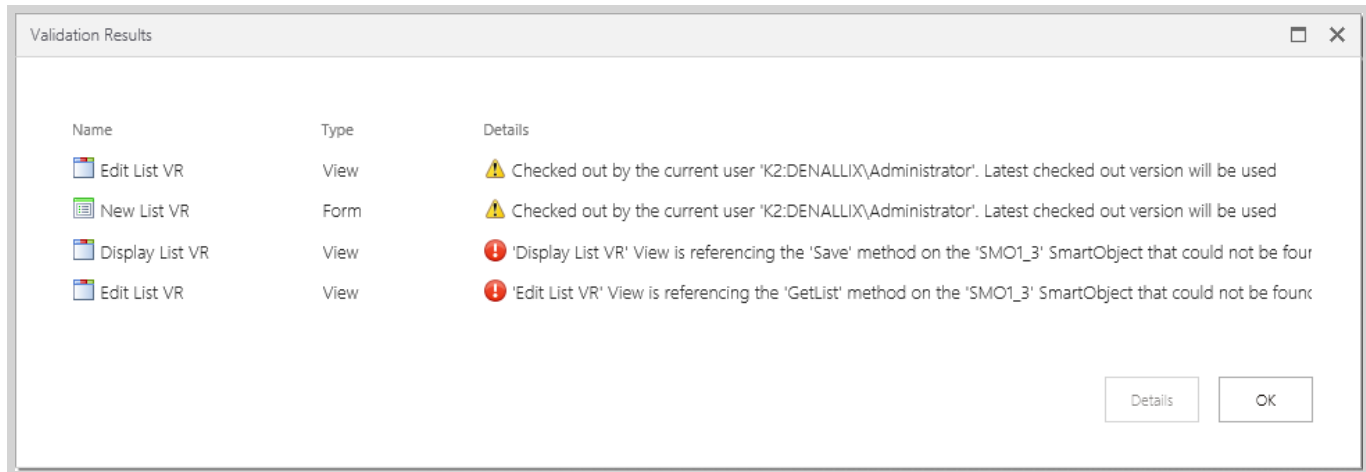 Validation Results
Name Type Details
Edit List VR View Checked out by the current user 'K2:DENALLIX\Administrator'. Latest checked out version will be used
New List VR Form Checked out by the current user 'K2:DENALLIX\Administrator'. Latest checked out version will be used
Display List VR View 'Display List VR' View is referencing the 'Save' method on the 'SMO1_3' SmartObject that could not be four
Edit List VR View 'Edit List VR' View is referencing the 'GetList' method on the 'SMO1_3' SmartObject that could not be found
Details OK